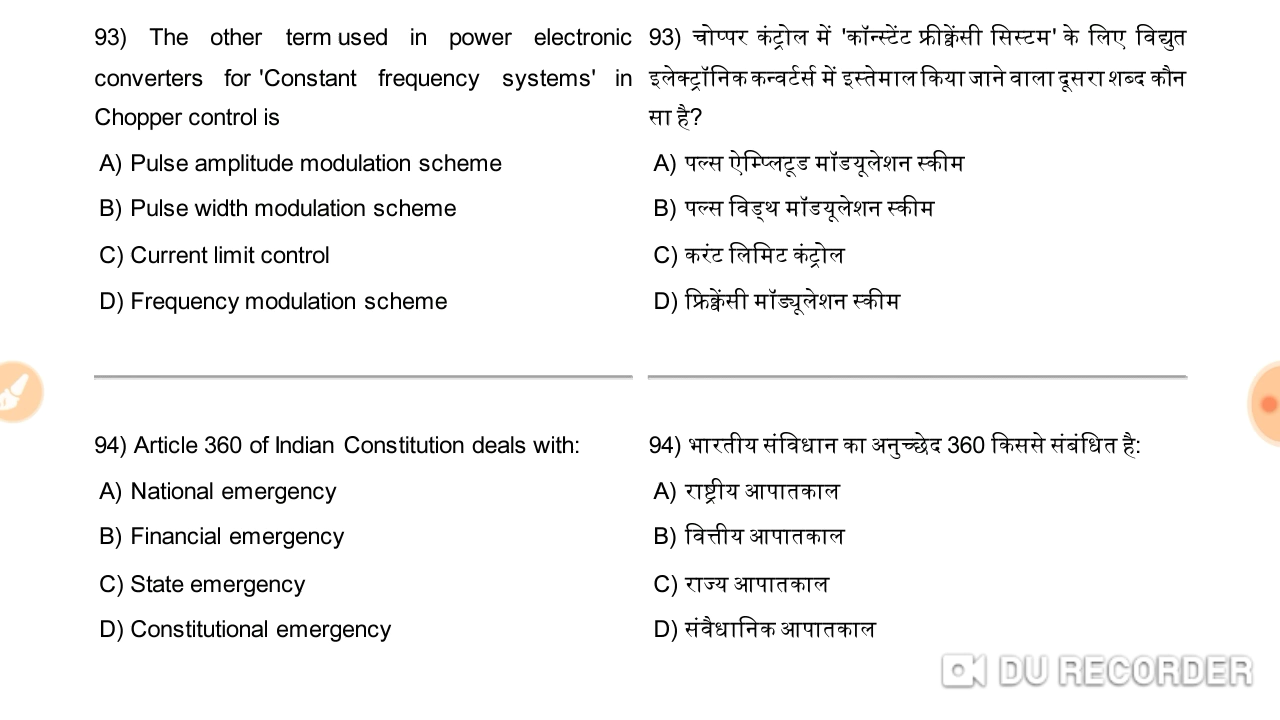 93) The other term used in power electronic
converters for 'Constant frequency systems' in
Chopper control is
A) Pulse amplitude modulation scheme
B) Pulse width modulation scheme
C) Current limit control
D) Frequency modulation scheme
93) चोप्पर कंट्रोल में 'कॉन्स्टेंट फ्रीक्वेंसी सिस्टम' के लिए विद्युत
इलेक्ट्रॉनिक कन्वर्टर्स में इस्तेमाल किया जाने वाला दूसरा शब्द कौन
सा है?
A) पल्स ऐम्प्लिटूड मॉडयूलेशन स्कीम
B) पल्स विड्थ मॉडयूलेशन स्कीम
C) करंट लिमिट कंट्रोल
D) फ्रिक्वेंसी मॉड्यूलेशन स्कीम
94) Article 360 of Indian Constitution deals with:
A) National emergency
B) Financial emergency
C) State emergency
D) Constitutional emergency
94) भारतीय संविधान का अनुच्छेद 360 किससे संबंधित है:
A) राष्ट्रीय आपातकाल
B) वित्तीय आपातकाल
C) राज्य आपातकाल
D) संवैधानिक आपातकाल
DU RECORDER